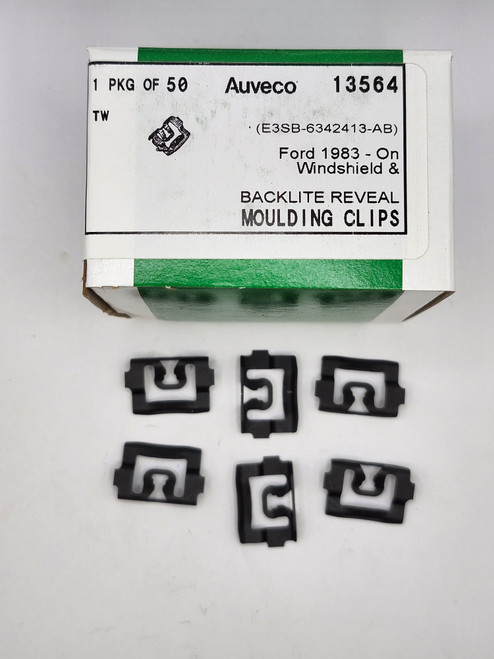 1 PKG OF 50 Auveco 13564
TW
(E3SB-6342413-AB)
Ford 1983 - On
Windshield &
BACKLITE REVEAL
MOULDING CLIPS